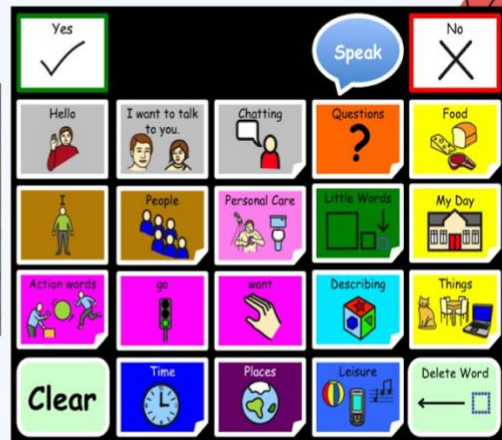 Yes
Speak
No
Hello
I want to talk
to you.
Chatting
Questions
?
Food
I
People
Personal Care
Little Words
My Day
Action words
go
want
Describing
Things
Clear
Time
Places
Leisure
Delete Word